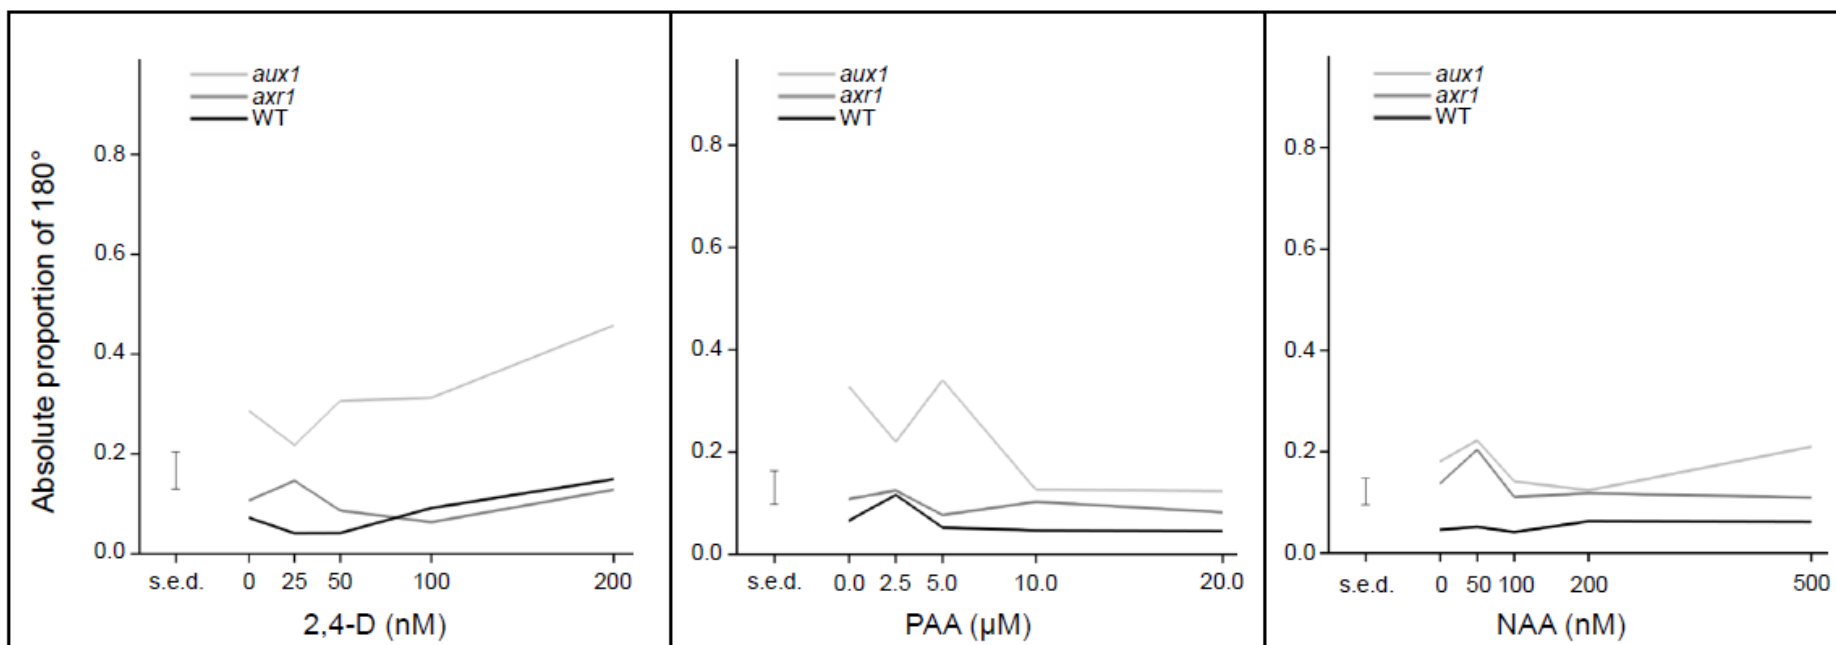 Absolute proportion of 180°
aux1
axr1
WT
0.8
0.6
0.4
0.2
0.0
s.e.d. 0 25 50 100 200
2,4-D (nM)
aux1
axr1
WT
0.8
0.6
0.4
0.2
0.0
s.e.d. 0.0 2.5 5.0 10.0 20.0
PAA (µM)
aux1
axr1
WT
0.8
0.6
0.4
0.2
0.0
s.e.d. 0 50 100 200 500
NAA (nM)